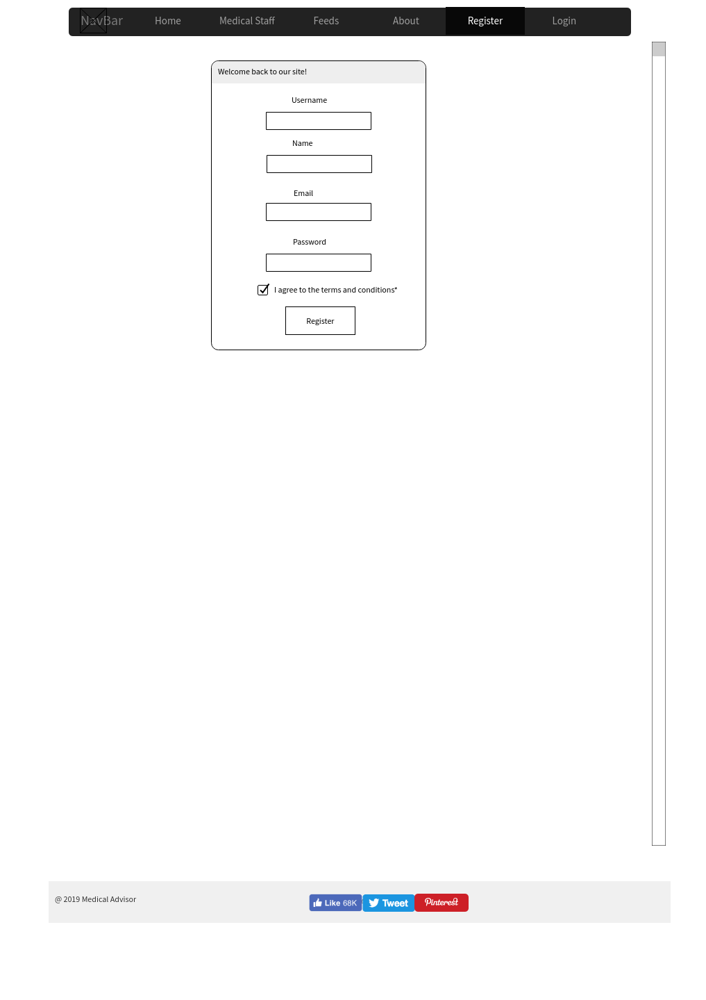 NavBar Home Medical Staff Feeds About Register Login
Welcome back to our site!
Username
Name
Email
Password
I agree to the terms and conditions*
Register
@ 2019 Medical Advisor
Like 68K Tweet Pinterest